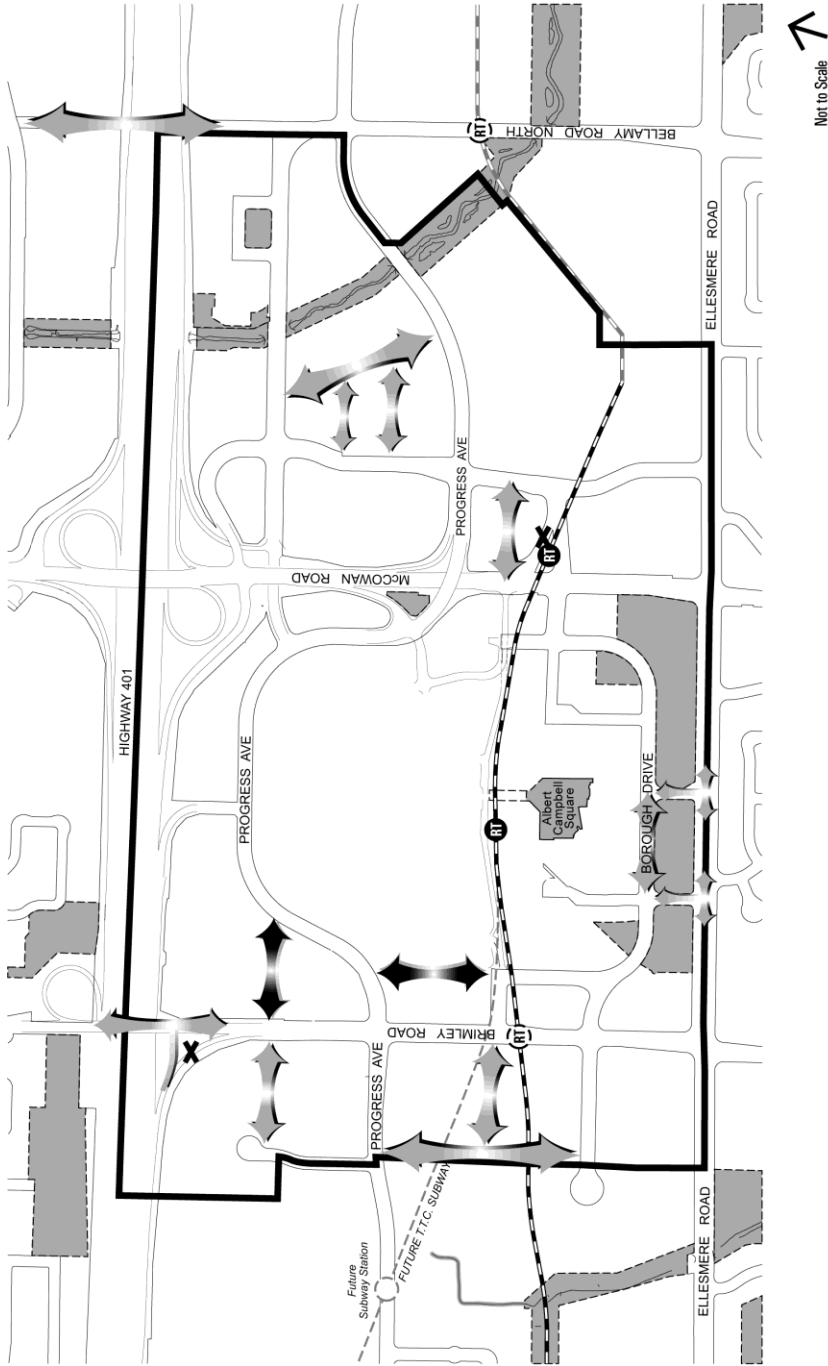 Not to Scale
BELLAMY ROAD NORTH
RT
ELLESMERE ROAD
PROGRESS AVE
RT
McCOWAN ROAD
HIGHWAY 401
PROGRESS AVE
BOROUGH DRIVE
Albert
Campbell
Square
RT
BRIMLEY ROAD
RT
PROGRESS AVE
FUTURE T.T.C. SUBWAY
Future
Subway Station
ELLESMERE ROAD